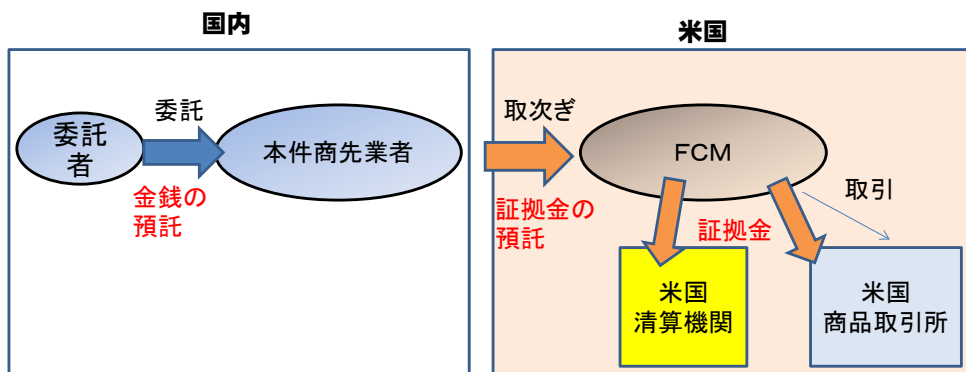 国内
米国
委託
者
委託
金銭の
預託
本件商先業者
取次ぎ
証拠金の
預託
FCM
証拠金
取引
米国
清算機関
米国
商品取引所